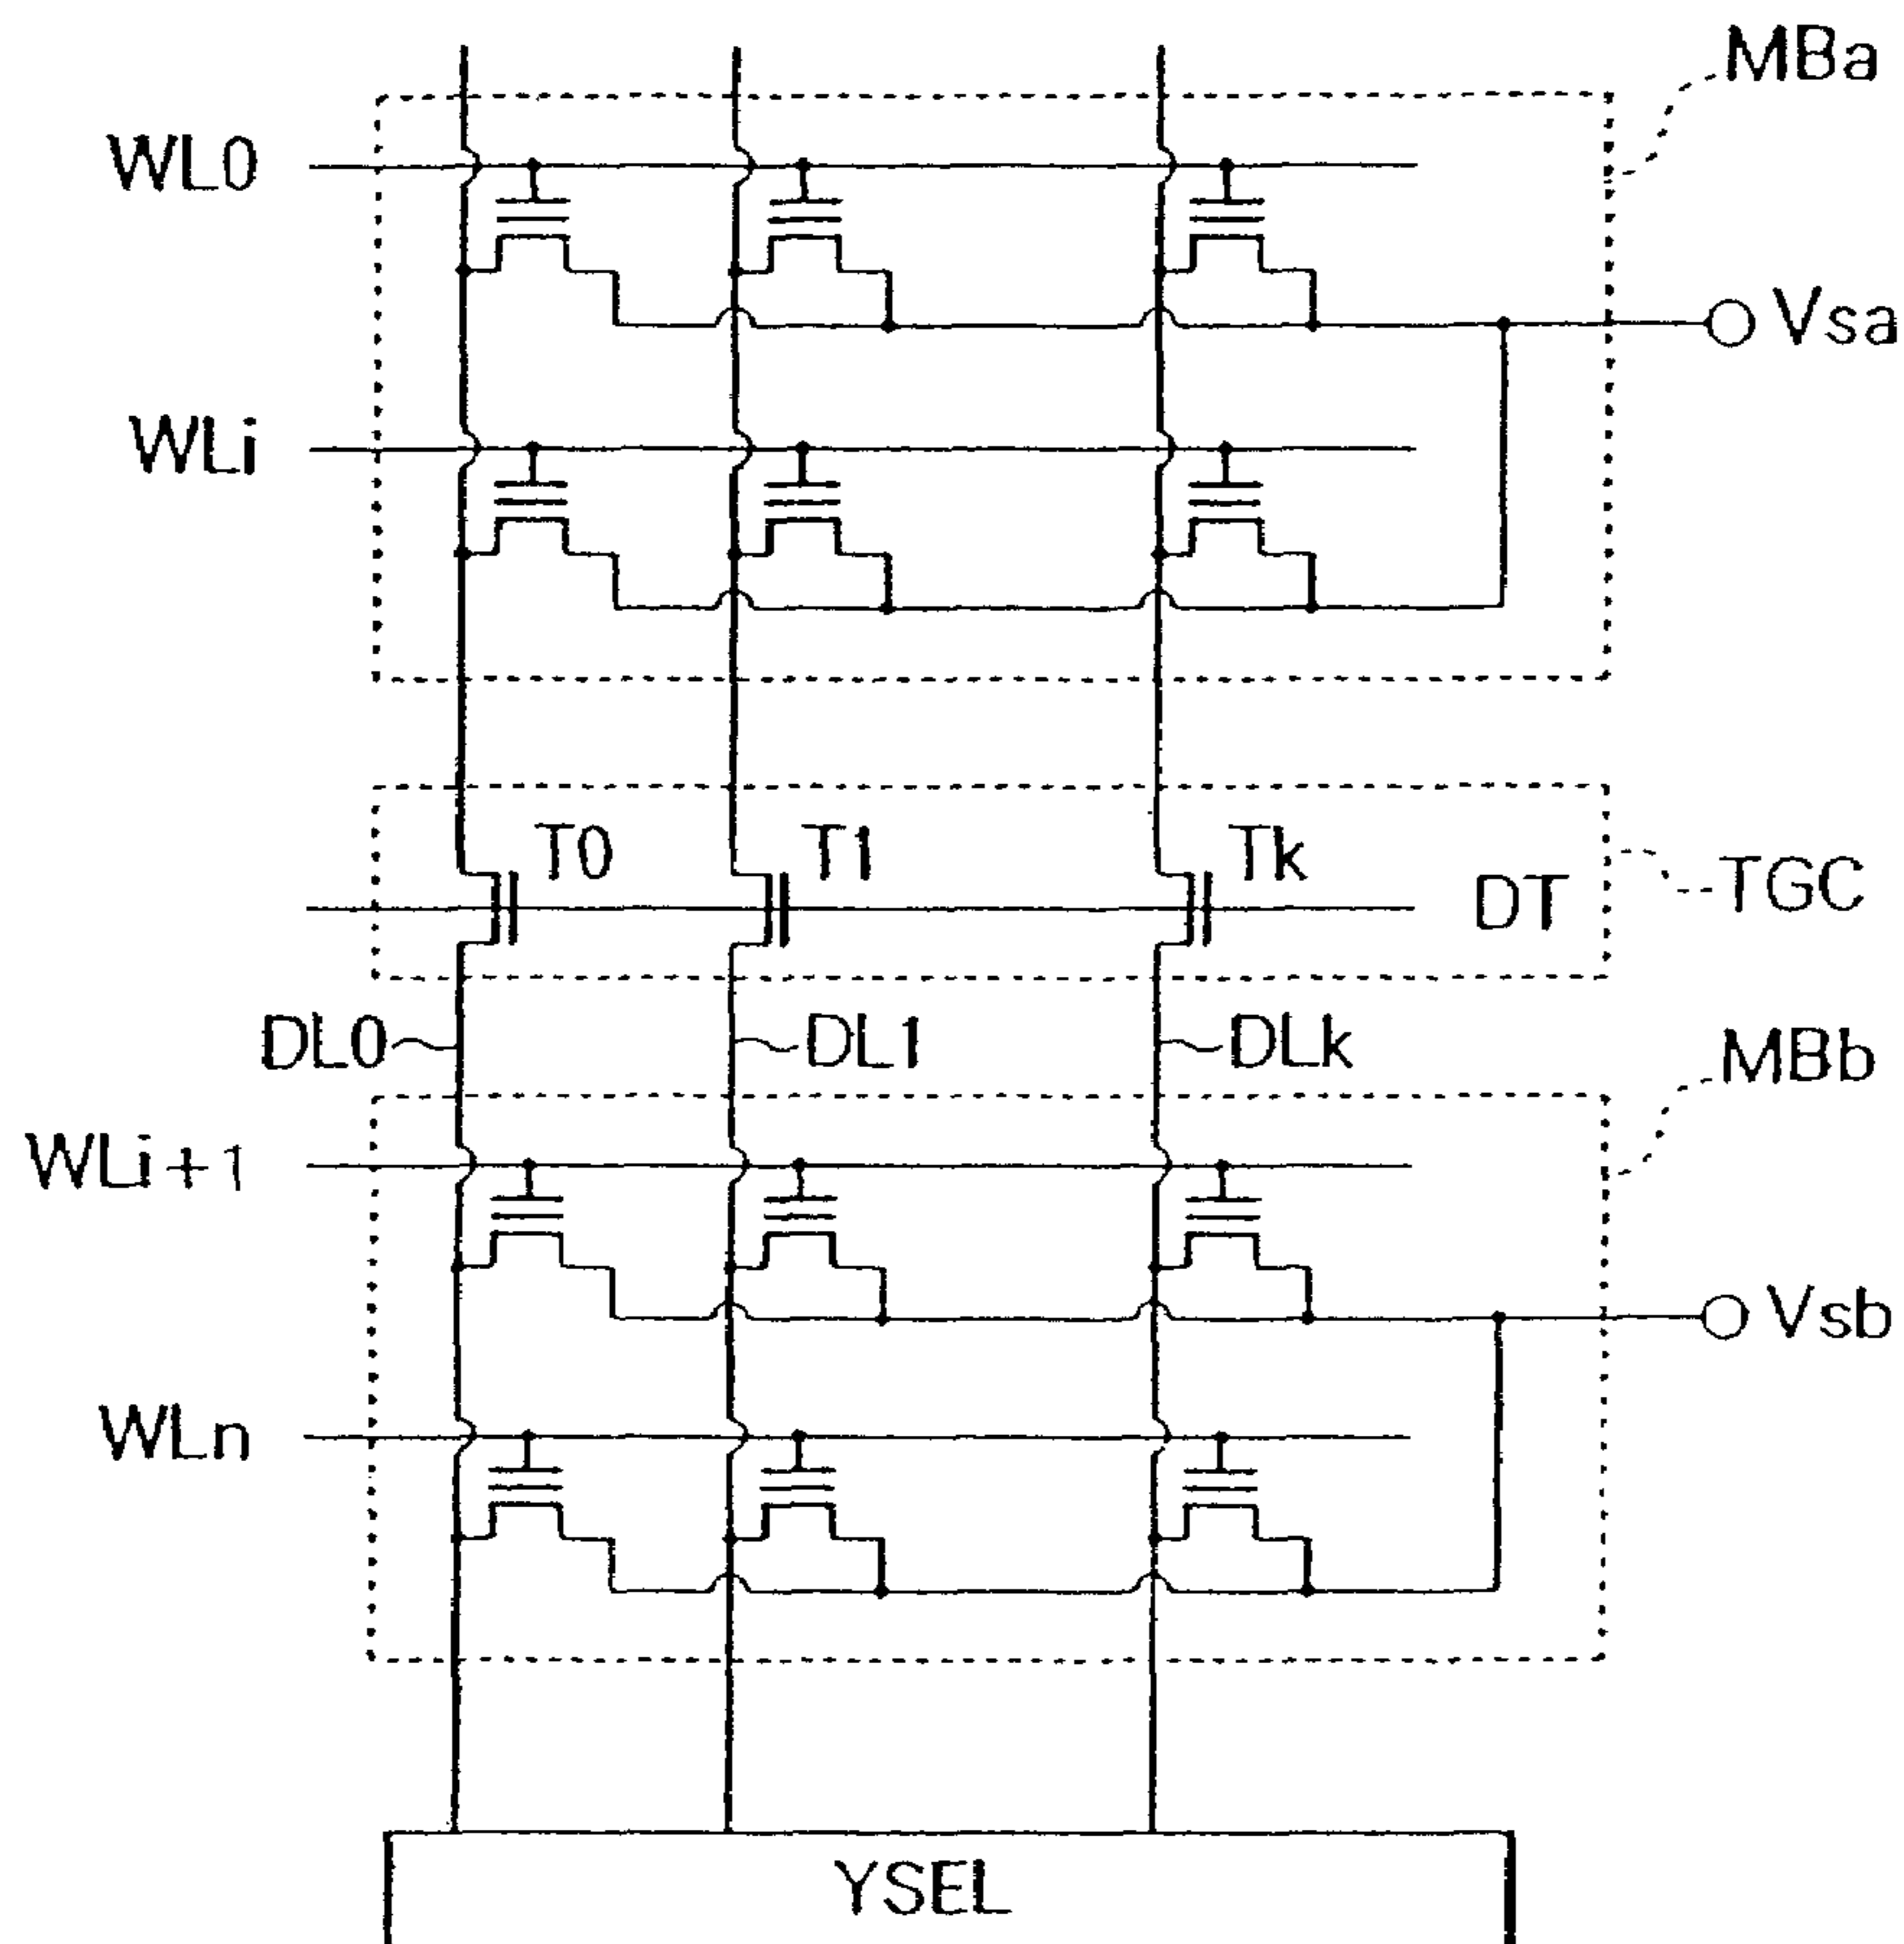 MBa
WL0
Vsa
WLi
T0
T1
Tk
DT
TGC
DL0
DL1
DLk
MBb
WLi+1
Vsb
WLn
YSEL